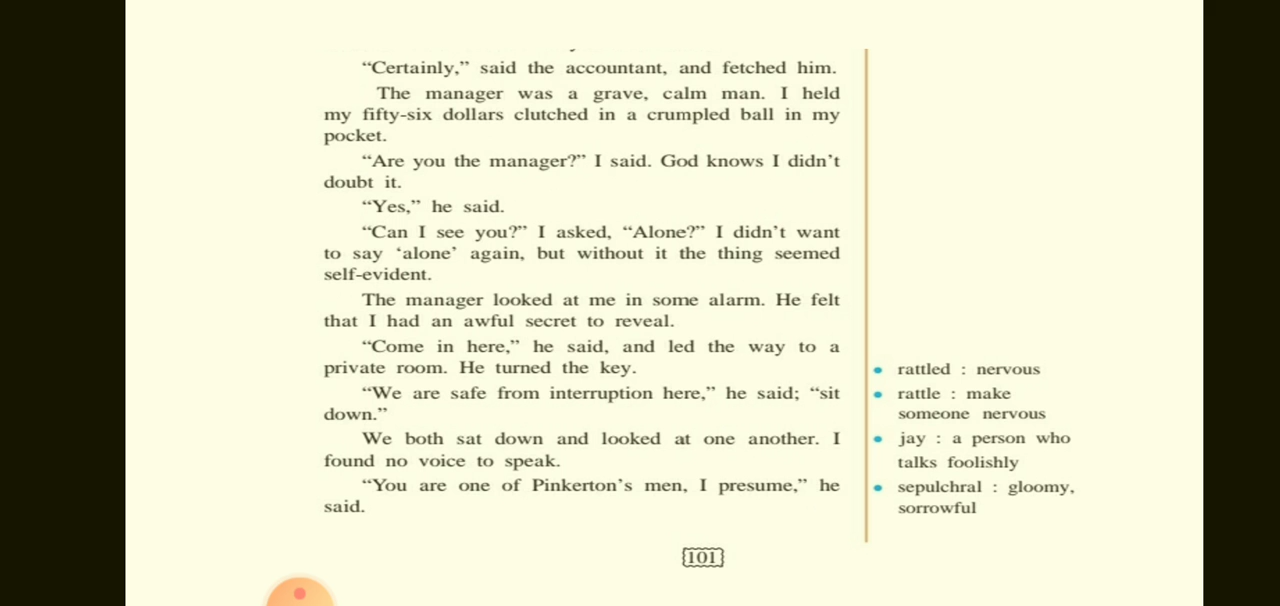 “Certainly,” said the accountant, and fetched him.
The manager was a grave, calm man. I held
my fifty-six dollars clutched in a crumpled ball in my
pocket.
“Are you the manager?” I said. God knows I didn’t
doubt it.
“Yes,” he said.
“Can I see you?” I asked, “Alone?” I didn’t want
to say ‘alone’ again, but without it the thing seemed
self-evident.
The manager looked at me in some alarm. He felt
that I had an awful secret to reveal.
“Come in here,” he said, and led the way to a
private room. He turned the key.
“We are safe from interruption here,” he said; “sit
down.”
We both sat down and looked at one another. I
found no voice to speak.
“You are one of Pinkerton’s men, I presume,” he
said.
• rattled : nervous
• rattle : make
someone nervous
• jay : a person who
talks foolishly
• sepulchral : gloomy,
sorrowful
101